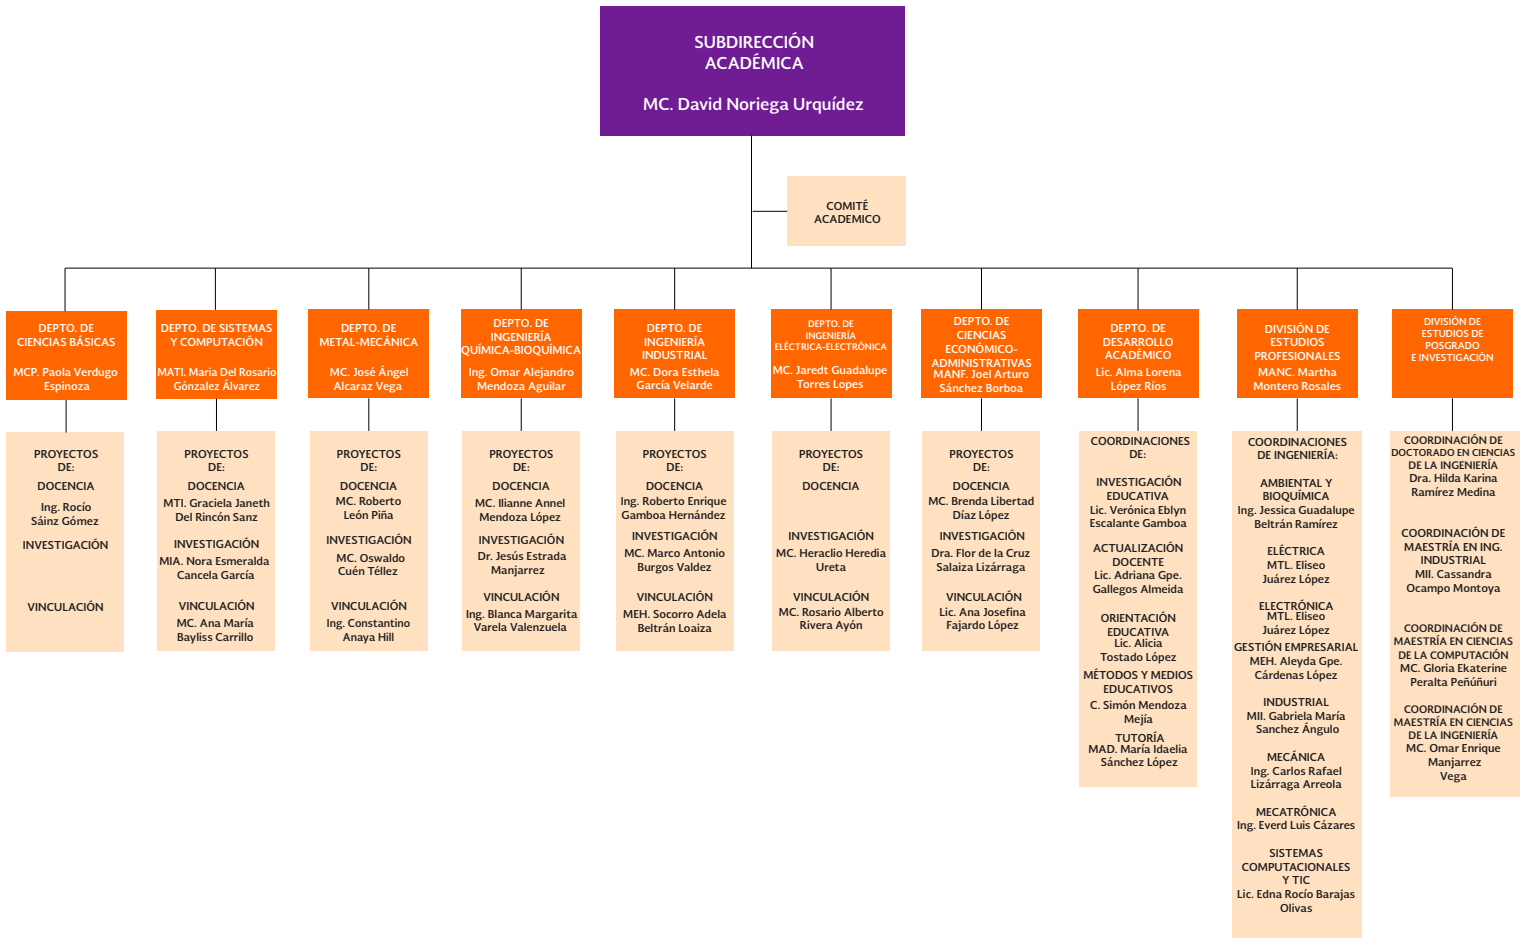 SUBDIRECCIÓN
ACADÉMICA
MC. David Noriega Urquídez
COMITÉ
ACADEMICO
DEPTO. DE
CIENCIAS BÁSICAS
MCP. Paola Verdugo
Espinoza
DEPTO. DE SISTEMAS
Y COMPUTACIÓN
MATI. Maria Del Rosario
Gónzalez Álvarez
DEPTO. DE
METAL-MECÁNICA
MC. José Ángel
Alcaraz Vega
DEPTO. DE
INGENIERÍA
QUÍMICA-BIOQUÍMICA
Ing. Omar Alejandro
Mendoza Aguilar
DEPTO. DE
INGENIERÍA
INDUSTRIAL
MC. Dora Esthela
García Velarde
DEPTO. DE
INGENIERÍA
ELÉCTRICA-ELECTRÓNICA
MC. Jaredt Guadalupe
Torres Lopes
DEPTO. DE
CIENCIAS
ECONÓMICO-
ADMINISTRATIVAS
MANF. Joel Arturo
Sánchez Borboa
DEPTO. DE
DESARROLLO
ACADÉMICO
Lic. Alma Lorena
López Ríos
DIVISIÓN DE
ESTUDIOS
PROFESIONALES
MANC. Martha
Montero Rosales
DIVISIÓN DE
ESTUDIOS DE
POSGRADO
E INVESTIGACIÓN
PROYECTOS
DE:
DOCENCIA
Ing. Rocío
Sáinz Gómez
INVESTIGACIÓN
VINCULACIÓN
PROYECTOS
DE:
DOCENCIA
MTI. Graciela Janeth
Del Rincón Sanz
INVESTIGACIÓN
MIA. Nora Esmeralda
Cancela García
VINCULACIÓN
MC. Ana María
Bayliss Carrillo
PROYECTOS
DE:
DOCENCIA
MC. Roberto
León Piña
INVESTIGACIÓN
MC. Oswaldo
Cuén Téllez
VINCULACIÓN
Ing. Constantino
Anaya Hill
PROYECTOS
DE:
DOCENCIA
MC. Ilianne Annel
Mendoza López
INVESTIGACIÓN
Dr. Jesús Estrada
Manjarrez
VINCULACIÓN
Ing. Blanca Margarita
Varela Valenzuela
PROYECTOS
DE:
DOCENCIA
Ing. Roberto Enrique
Gamboa Hernández
INVESTIGACIÓN
MC. Marco Antonio
Burgos Valdez
VINCULACIÓN
MEH. Socorro Adela
Beltrán Loaiza
PROYECTOS
DE:
DOCENCIA
INVESTIGACIÓN
MC. Heraclio Heredia
Ureta
VINCULACIÓN
MC. Rosario Alberto
Rivera Ayón
PROYECTOS
DE:
DOCENCIA
MC. Brenda Libertad
Díaz López
INVESTIGACIÓN
Dra. Flor de la Cruz
Salaiza Lizárraga
VINCULACIÓN
Lic. Ana Josefina
Fajardo López
COORDINACIONES
DE:
INVESTIGACIÓN
EDUCATIVA
Lic. Verónica Eblyn
Escalante Gamboa
ACTUALIZACIÓN
DOCENTE
Lic. Adriana Gpe.
Gallegos Almeida
ORIENTACIÓN
EDUCATIVA
Lic. Alicia
Tostado López
MÉTODOS Y MEDIOS
EDUCATIVOS
C. Simón Mendoza
Mejía
TUTORÍA
MAD. María Idaelia
Sánchez López
COORDINACIONES
DE INGENIERÍA:
AMBIENTAL Y
BIOQUÍMICA
Ing. Jessica Guadalupe
Beltrán Ramírez
ELÉCTRICA
MTL. Eliseo
Juárez López
ELECTRÓNICA
MTL. Eliseo
Juárez López
GESTIÓN EMPRESARIAL
MEH. Aleyda Gpe.
Cárdenas López
INDUSTRIAL
MII. Gabriela María
Sanchez Ángulo
MECÁNICA
Ing. Carlos Rafael
Lizárraga Arreola
MECATRÓNICA
Ing. Everd Luis Cázares
SISTEMAS
COMPUTACIONALES
Y TIC
Lic. Edna Rocío Barajas
Olivas
COORDINACIÓN DE
DOCTORADO EN CIENCIAS
DE LA INGENIERÍA
Dra. Hilda Karina
Ramírez Medina
COORDINACIÓN DE
MAESTRÍA EN ING.
INDUSTRIAL
MII. Cassandra
Ocampo Montoya
COORDINACIÓN DE
MAESTRÍA EN CIENCIAS
DE LA COMPUTACIÓN
MC. Gloria Ekaterine
Peralta Peñúñuri
COORDINACIÓN DE
MAESTRÍA EN CIENCIAS
DE LA INGENIERÍA
MC. Omar Enrique
Manjarrez
Vega